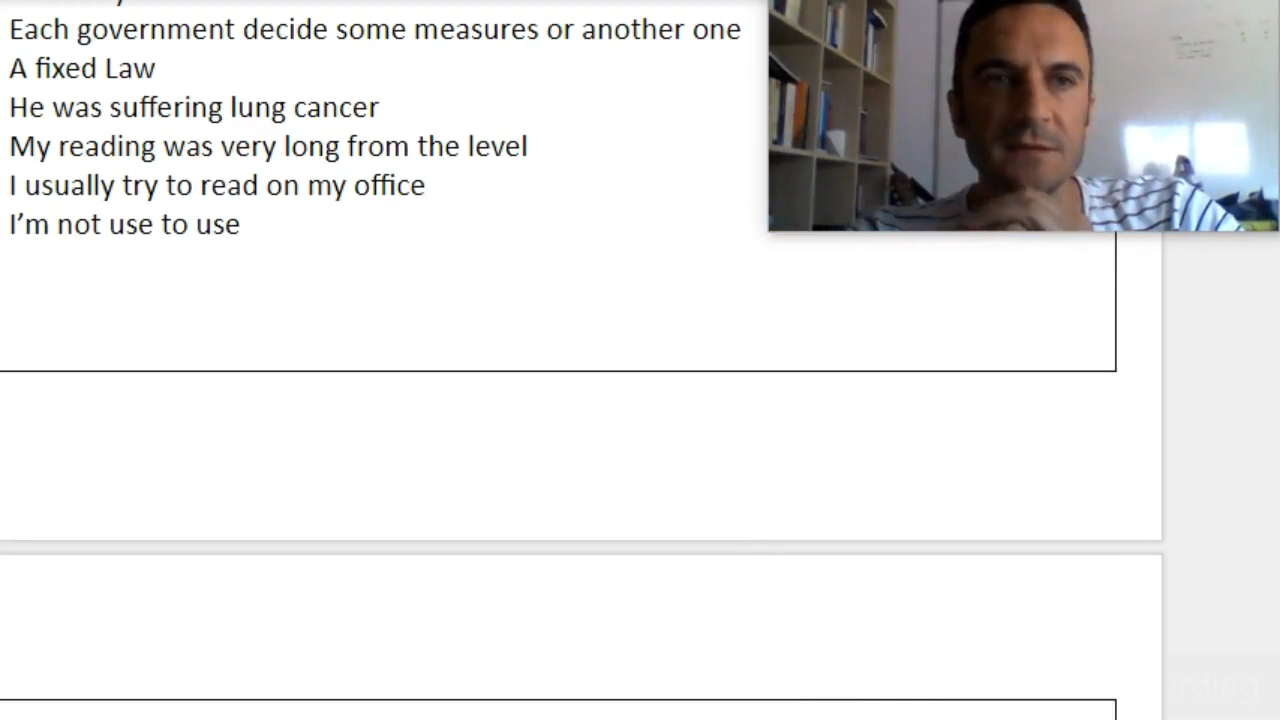 Each government decide some measures or another one
A fixed Law
He was suffering lung cancer
My reading was very long from the level
I usually try to read on my office
I'm not use to use